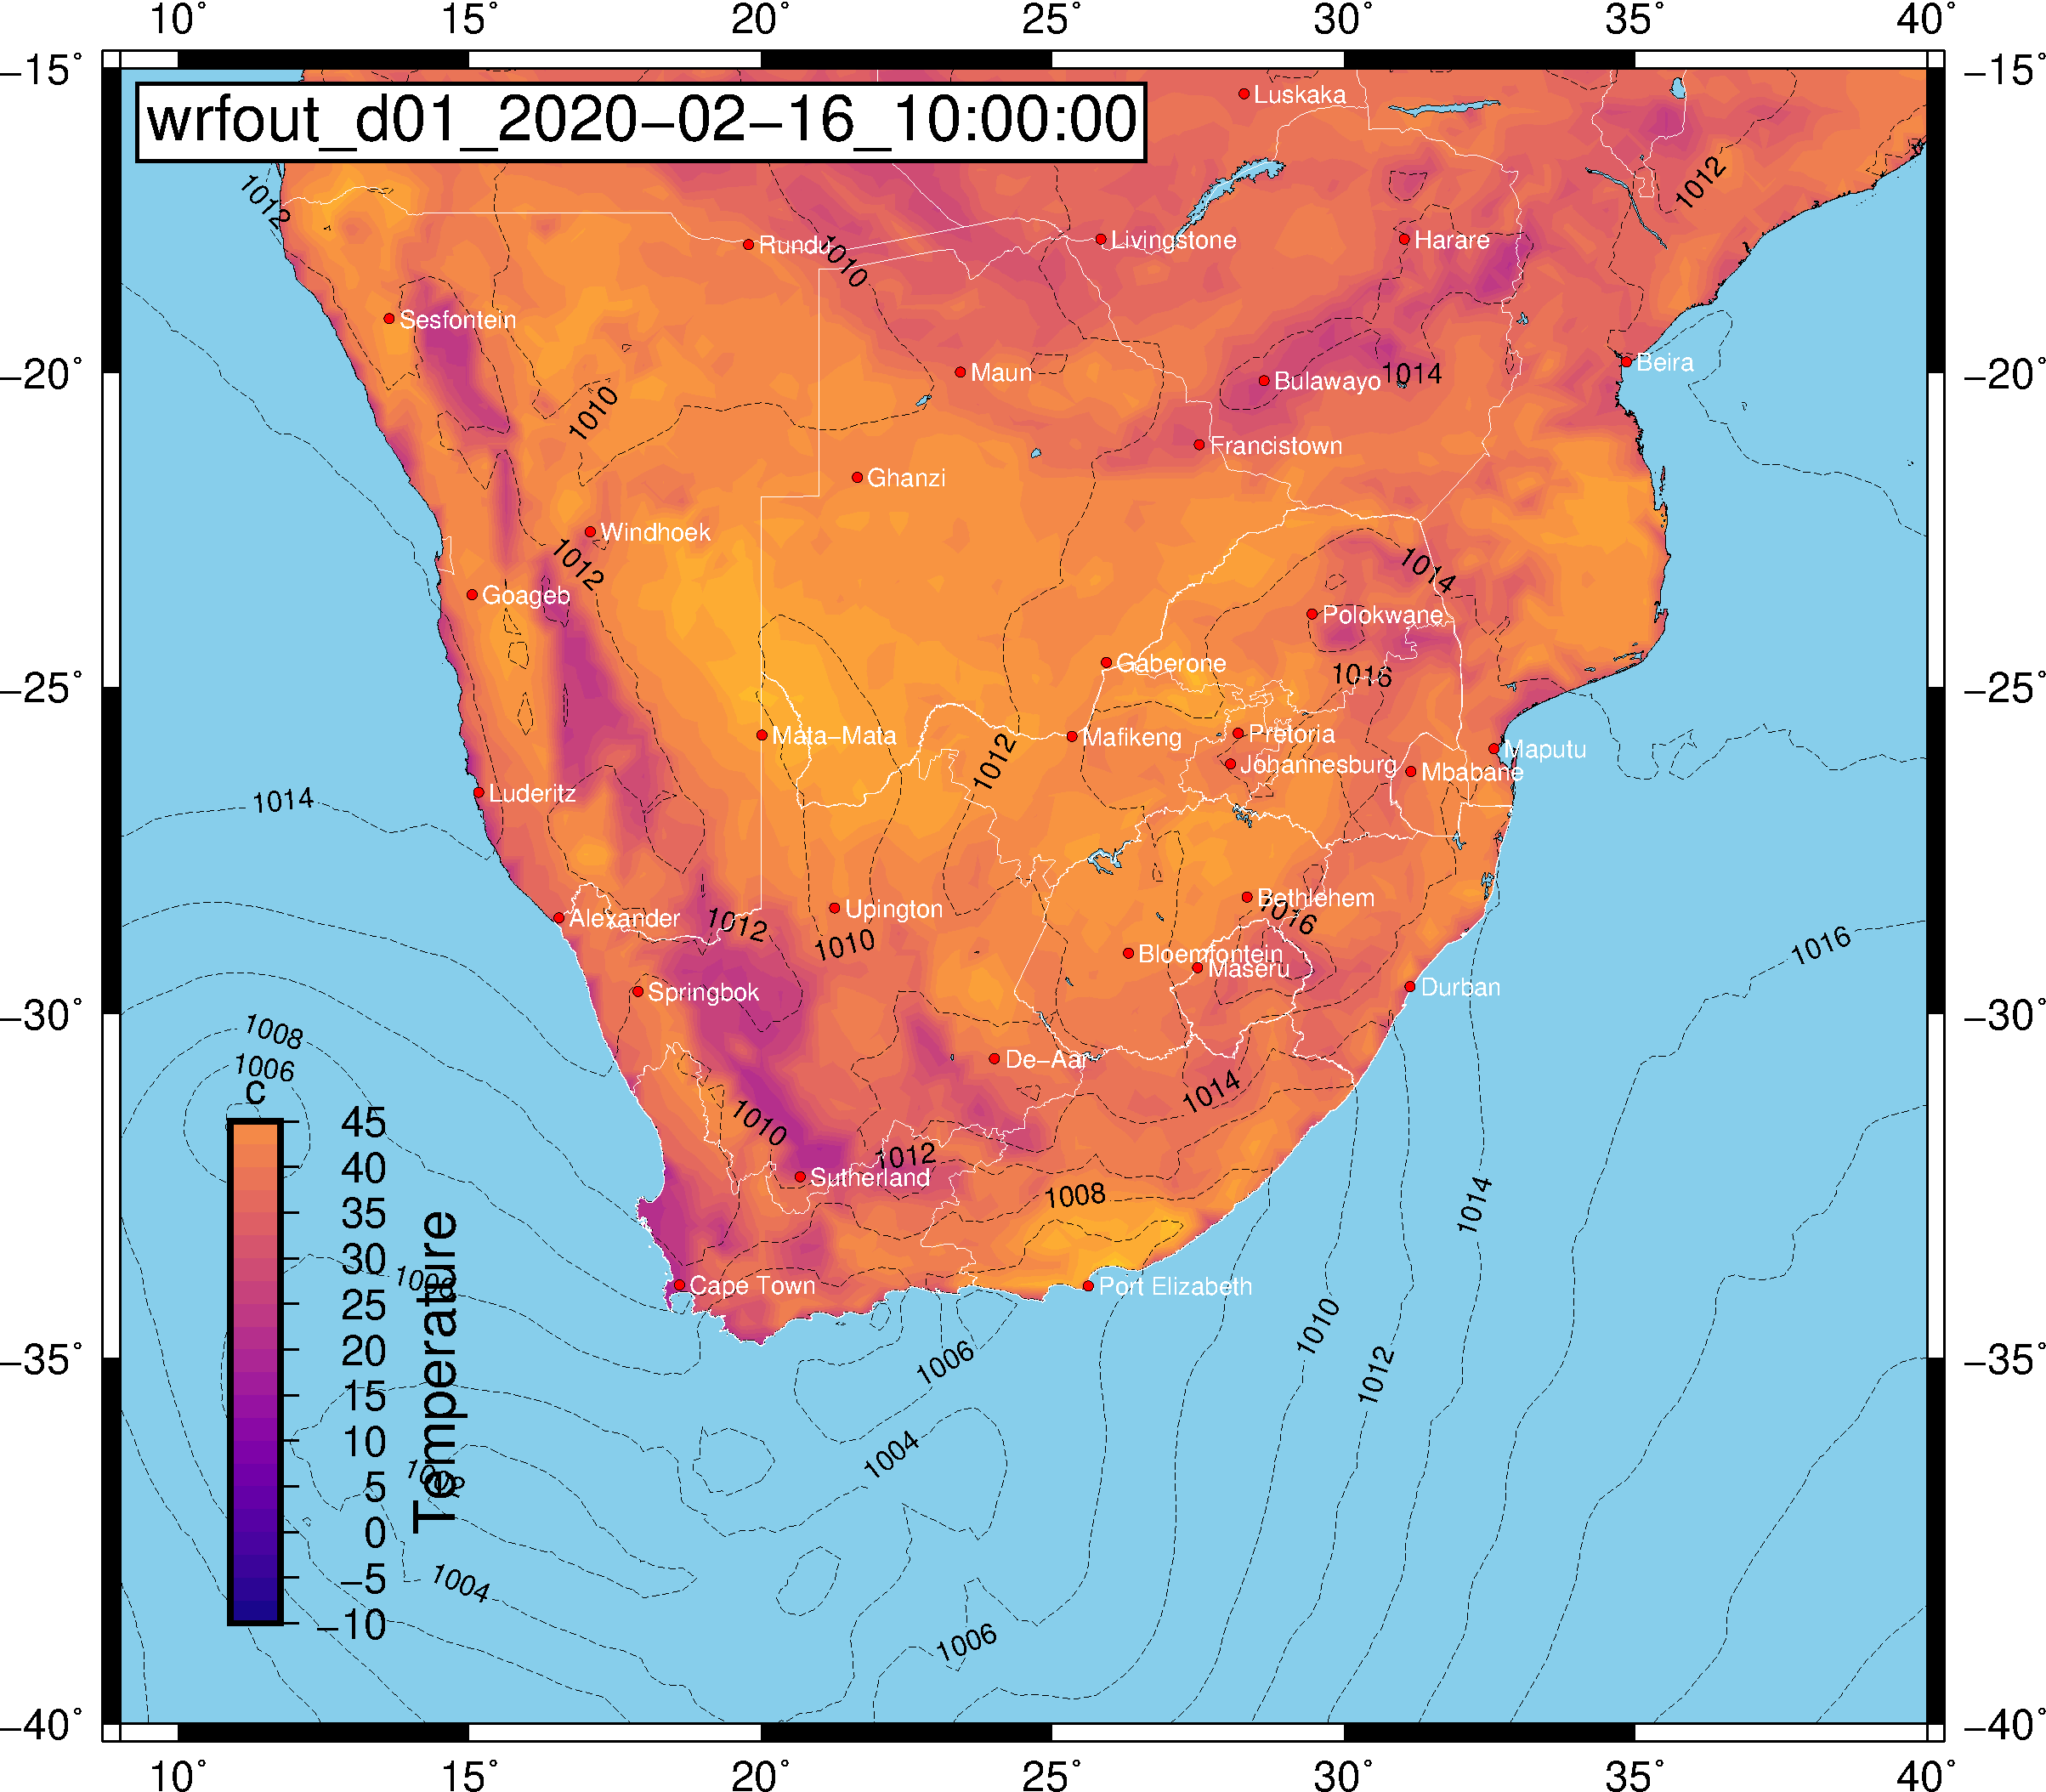 10° 15° 20° 25° 30° 35° 40°
−15° −15°
wrfout_d01_2020−02−16_10:00:00
Luskaka
1012
1012
Rundu
1010
Livingstone
Harare
Sesfontein
−20° −20°
Maun
Bulawayo
1014
Beira
1010
Francistown
Ghanzi
Windhoek
1012
1014
Goageb
Polokwane
Gaberone
1016
−25° −25°
Mata−Mata
1012
Mafikeng
Pretoria
Johannesburg
Mbabane
Maputu
Luderitz
1014
Alexander
1012
Upington
1010
Bethlehem
1016
Bloemfontein
Maseru
1016
Springbok
Durban
−30° −30°
1008
1006
De−Aar
1014
1010
1012
Sutherland
1008
1014
Cape Town
Port Elizabeth
1010
1006
1012
−35° −35°
1004
1004
1006
c
45
40
35
30
25
20
15
10
5
0
−5
−10
Temperature
−40° −40°
10° 15° 20° 25° 30° 35° 40°